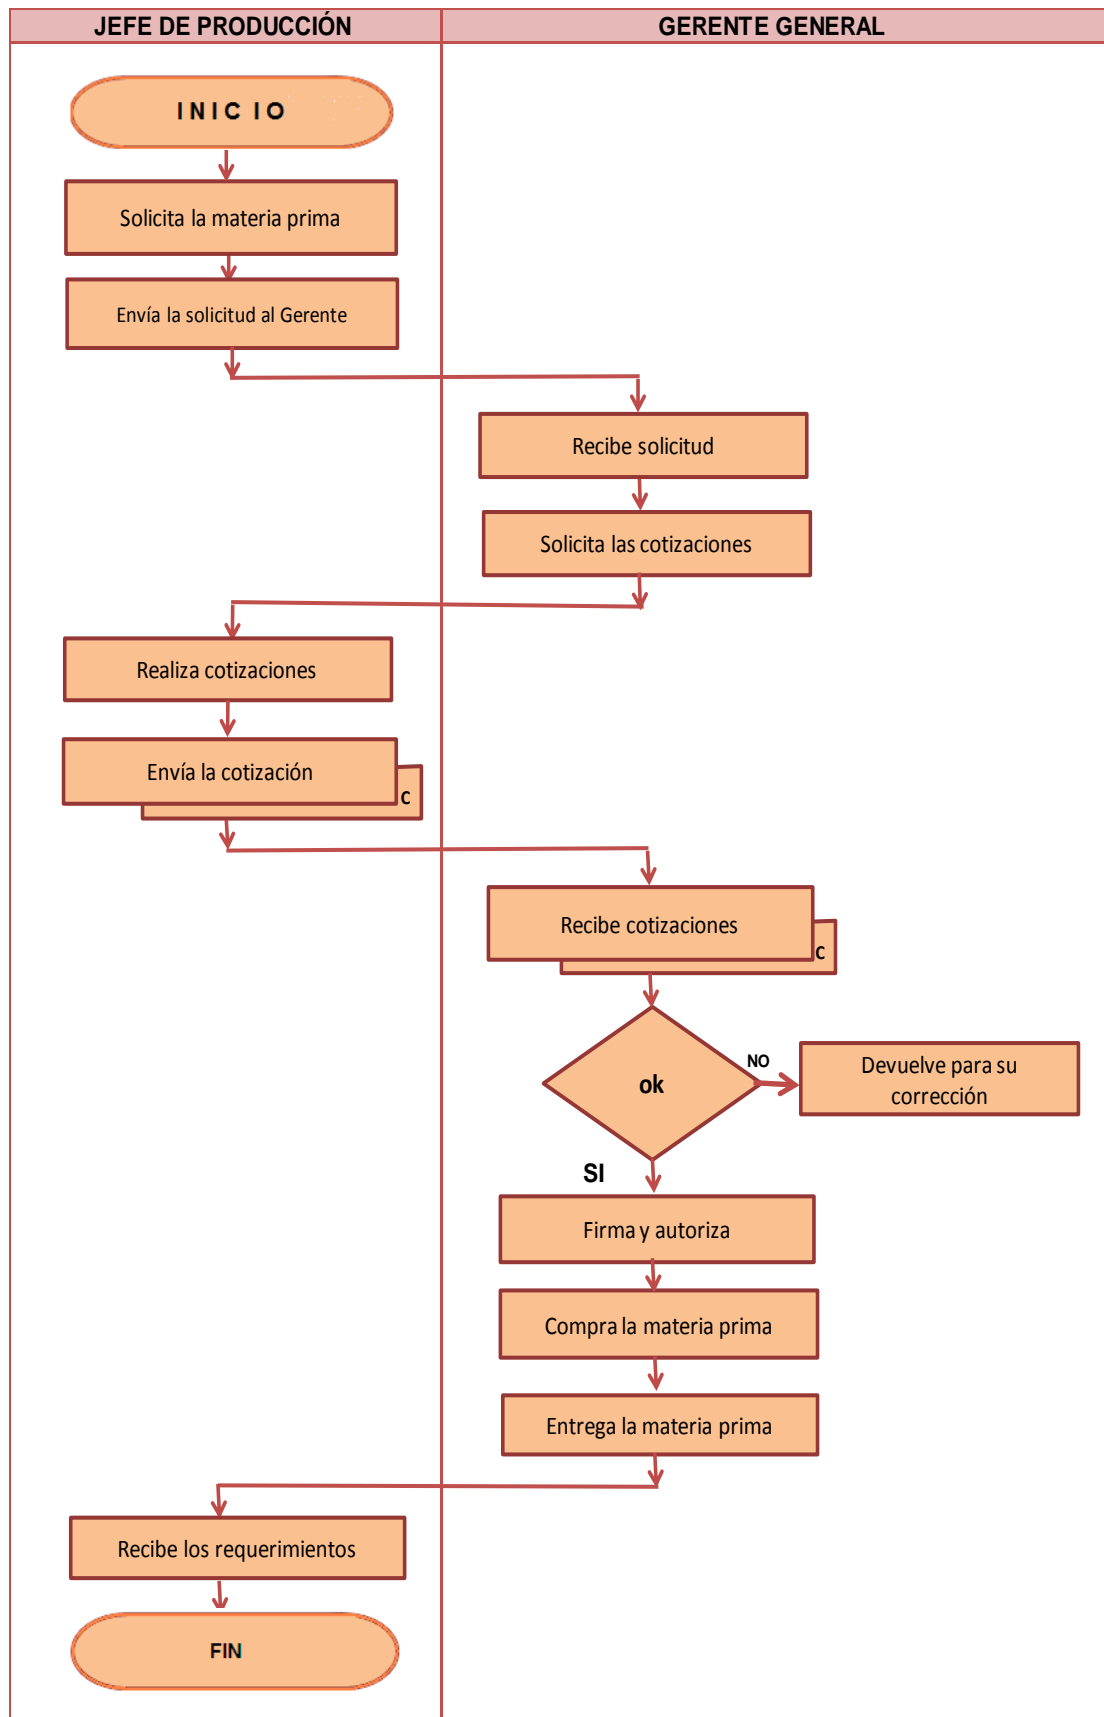 JEFE DE PRODUCCIÓN
GERENTE GENERAL
INICIO
Solicita la materia prima
Envía la solicitud al Gerente
Recibe solicitud
Solicita las cotizaciones
Realiza cotizaciones
Envía la cotización
C
Recibe cotizaciones
C
ok
NO
Devuelve para su
corrección
SI
Firma y autoriza
Compra la materia prima
Entrega la materia prima
Recibe los requerimientos
FIN